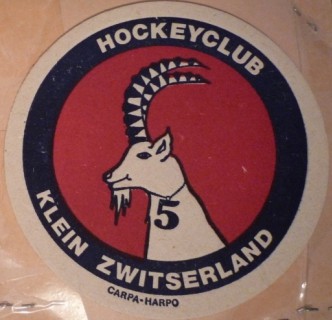 HOCKEYCLUB
5
KLEIN ZWITSERLAND
CARPA-HARPO